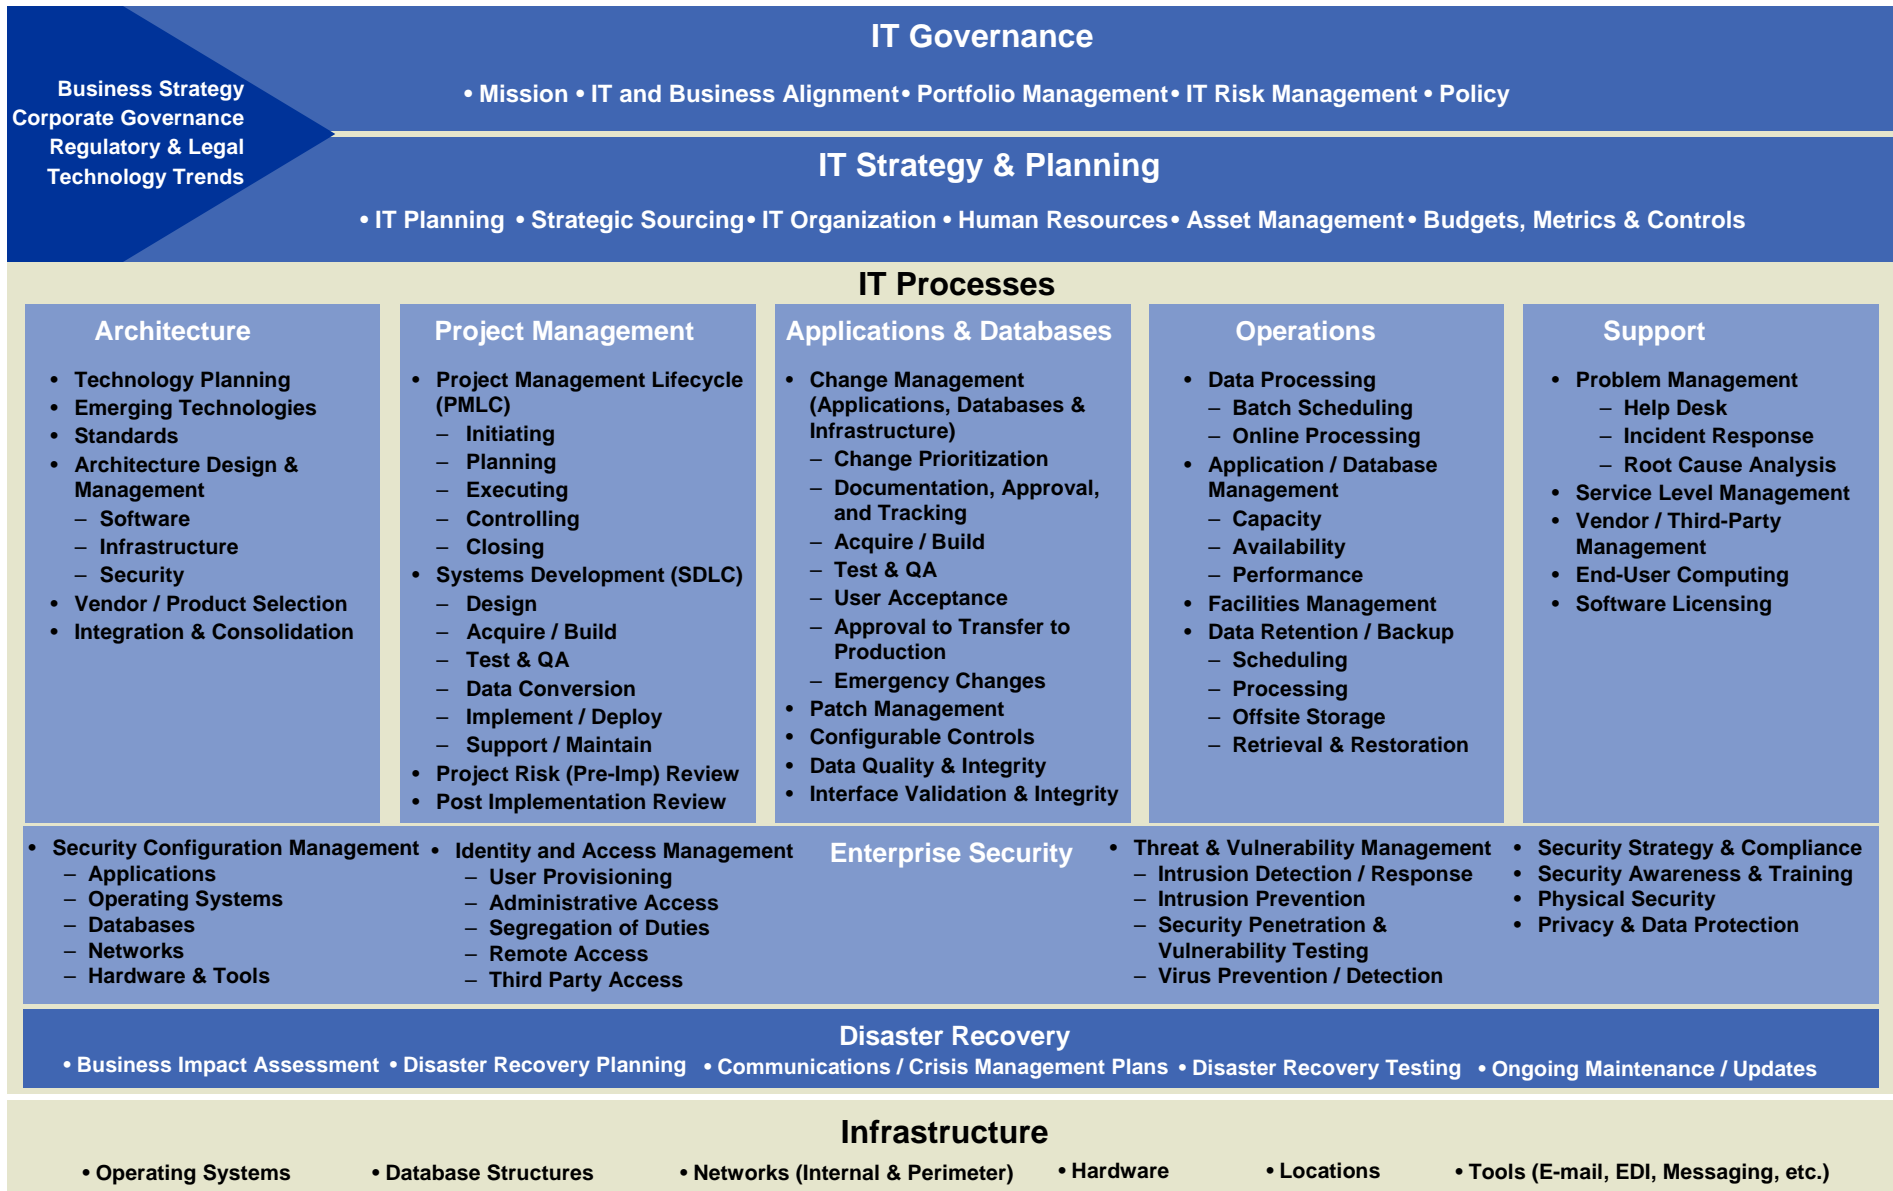 IT Governance
• Mission • IT and Business Alignment • Portfolio Management • IT Risk Management • Policy
Business Strategy
Corporate Governance
Regulatory & Legal
Technology Trends
IT Strategy & Planning
• IT Planning • Strategic Sourcing • IT Organization • Human Resources • Asset Management • Budgets, Metrics & Controls
IT Processes
Architecture
• Technology Planning
• Emerging Technologies
• Standards
• Architecture Design &
Management
– Software
– Infrastructure
– Security
• Vendor / Product Selection
• Integration & Consolidation
Project Management
• Project Management Lifecycle
(PMLC)
– Initiating
– Planning
– Executing
– Controlling
– Closing
• Systems Development (SDLC)
– Design
– Acquire / Build
– Test & QA
– Data Conversion
– Implement / Deploy
– Support / Maintain
• Project Risk (Pre-Imp) Review
• Post Implementation Review
Applications & Databases
• Change Management
(Applications, Databases &
Infrastructure)
– Change Prioritization
– Documentation, Approval,
and Tracking
– Acquire / Build
– Test & QA
– User Acceptance
– Approval to Transfer to
Production
– Emergency Changes
• Patch Management
• Configurable Controls
• Data Quality & Integrity
• Interface Validation & Integrity
Operations
• Data Processing
– Batch Scheduling
– Online Processing
• Application / Database
Management
– Capacity
– Availability
– Performance
• Facilities Management
• Data Retention / Backup
– Scheduling
– Processing
– Offsite Storage
– Retrieval & Restoration
Support
• Problem Management
– Help Desk
– Incident Response
– Root Cause Analysis
• Service Level Management
• Vendor / Third-Party
Management
• End-User Computing
• Software Licensing
Enterprise Security
• Security Configuration Management
– Applications
– Operating Systems
– Databases
– Networks
– Hardware & Tools
• Identity and Access Management
– User Provisioning
– Administrative Access
– Segregation of Duties
– Remote Access
– Third Party Access
• Threat & Vulnerability Management
– Intrusion Detection / Response
– Intrusion Prevention
– Security Penetration &
Vulnerability Testing
– Virus Prevention / Detection
• Security Strategy & Compliance
• Security Awareness & Training
• Physical Security
• Privacy & Data Protection
Disaster Recovery
• Business Impact Assessment • Disaster Recovery Planning • Communications / Crisis Management Plans • Disaster Recovery Testing • Ongoing Maintenance / Updates
Infrastructure
• Operating Systems • Database Structures • Networks (Internal & Perimeter) • Hardware • Locations • Tools (E-mail, EDI, Messaging, etc.)